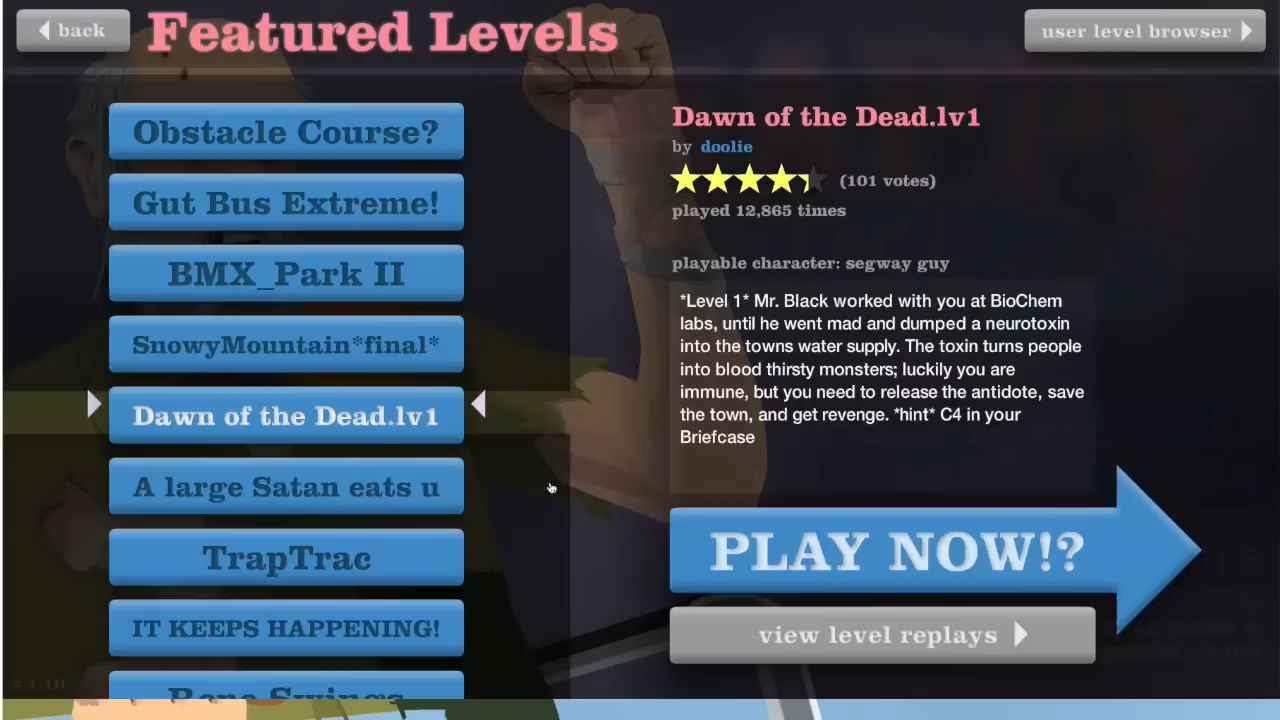 back
Featured Levels
user level browser
Obstacle Course?
Gut Bus Extreme!
BMX_Park II
SnowyMountain*final*
Dawn of the Dead.lv1
A large Satan eats u
TrapTrac
IT KEEPS HAPPENING!
Rope Swings
Dawn of the Dead.lv1
by doolie
(101 votes)
played 12,865 times
playable character: segway guy
*Level 1* Mr. Black worked with you at BioChem
labs, until he went mad and dumped a neurotoxin
into the towns water supply. The toxin turns people
into blood thirsty monsters; luckily you are
immune, but you need to release the antidote, save
the town, and get revenge. *hint* C4 in your
Briefcase
PLAY NOW!?
view level replays